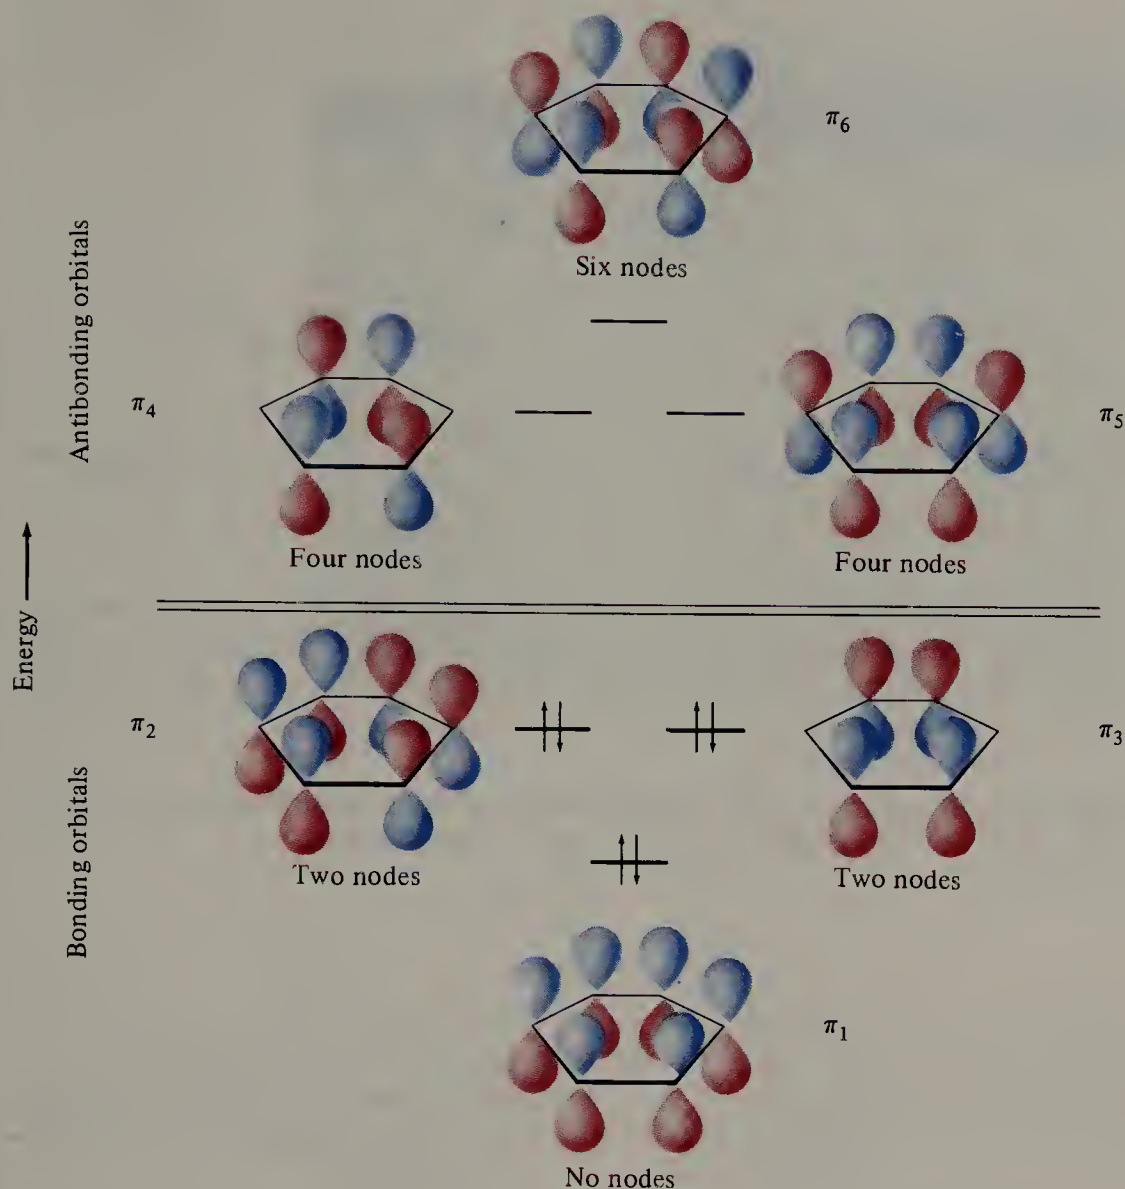 π6
Six nodes
Antibonding orbitals
π4
π5
Four nodes
Four nodes
Energy
π2
π3
Bonding orbitals
Two nodes
Two nodes
π1
No nodes